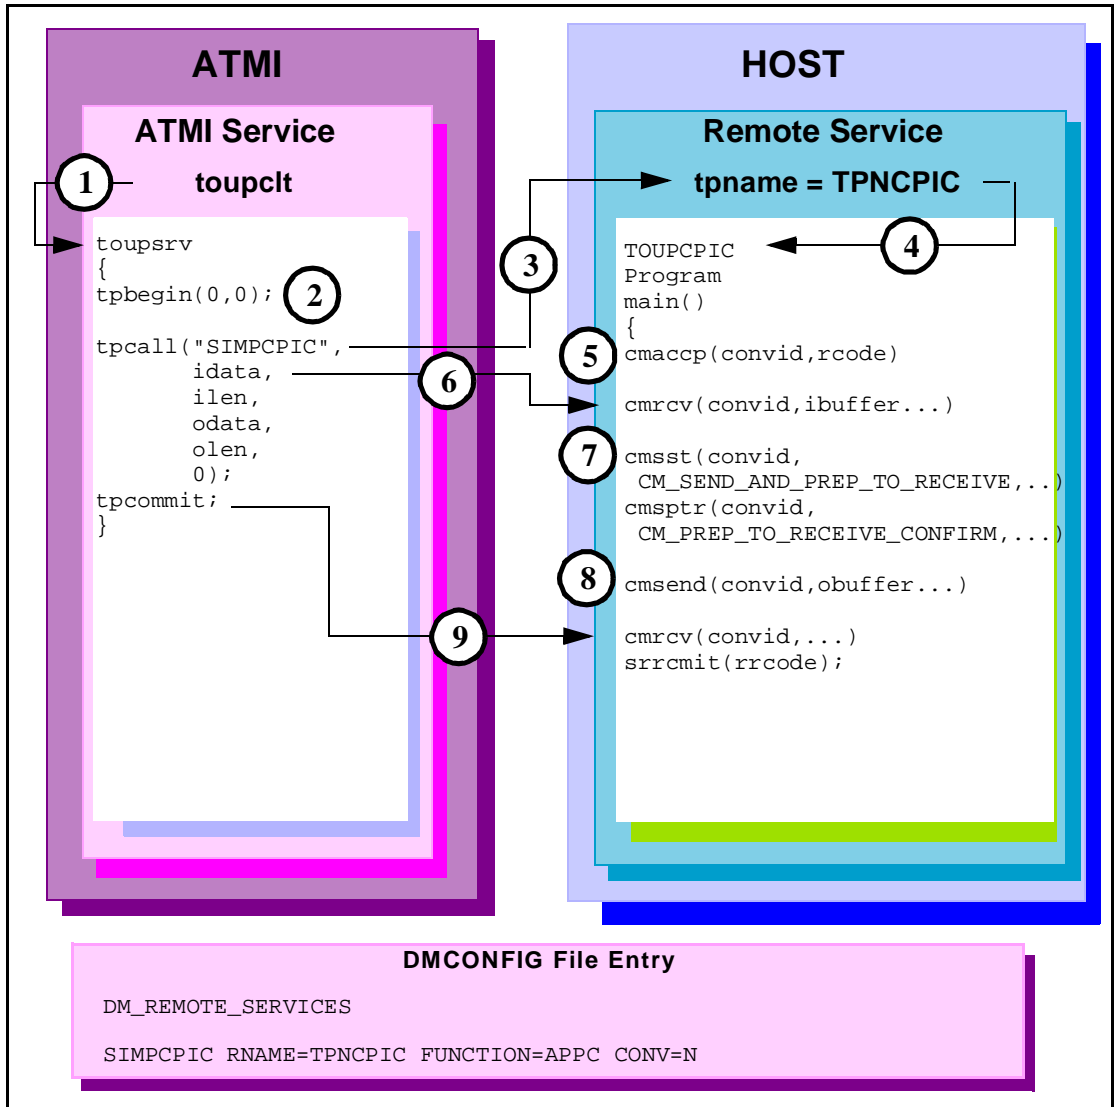 ATMI
ATMI Service
toupclt
1
toupsrv
{
tpbegin(0,0);
2
tpcall("SIMPCPIC",
idata,
ilen,
odata,
olen,
0);
tpcommit;
}
3
6
9
HOST
Remote Service
tpname = TPNCPIC
4
TOUPCPIC
Program
main()
{
5
cmaccp(convid,rcode)
cmrcv(convid,ibuffer...)
7
cmsst(convid,
CM_SEND_AND_PREP_TO_RECEIVE,..)
cmsptr(convid,
CM_PREP_TO_RECEIVE_CONFIRM,...)
8
cmsend(convid,obuffer...)
cmrcv(convid,...)
srrcmit(rrcode);
DMCONFIG File Entry
DM_REMOTE_SERVICES
SIMPCPIC RNAME=TPNCPIC FUNCTION=APPC CONV=N